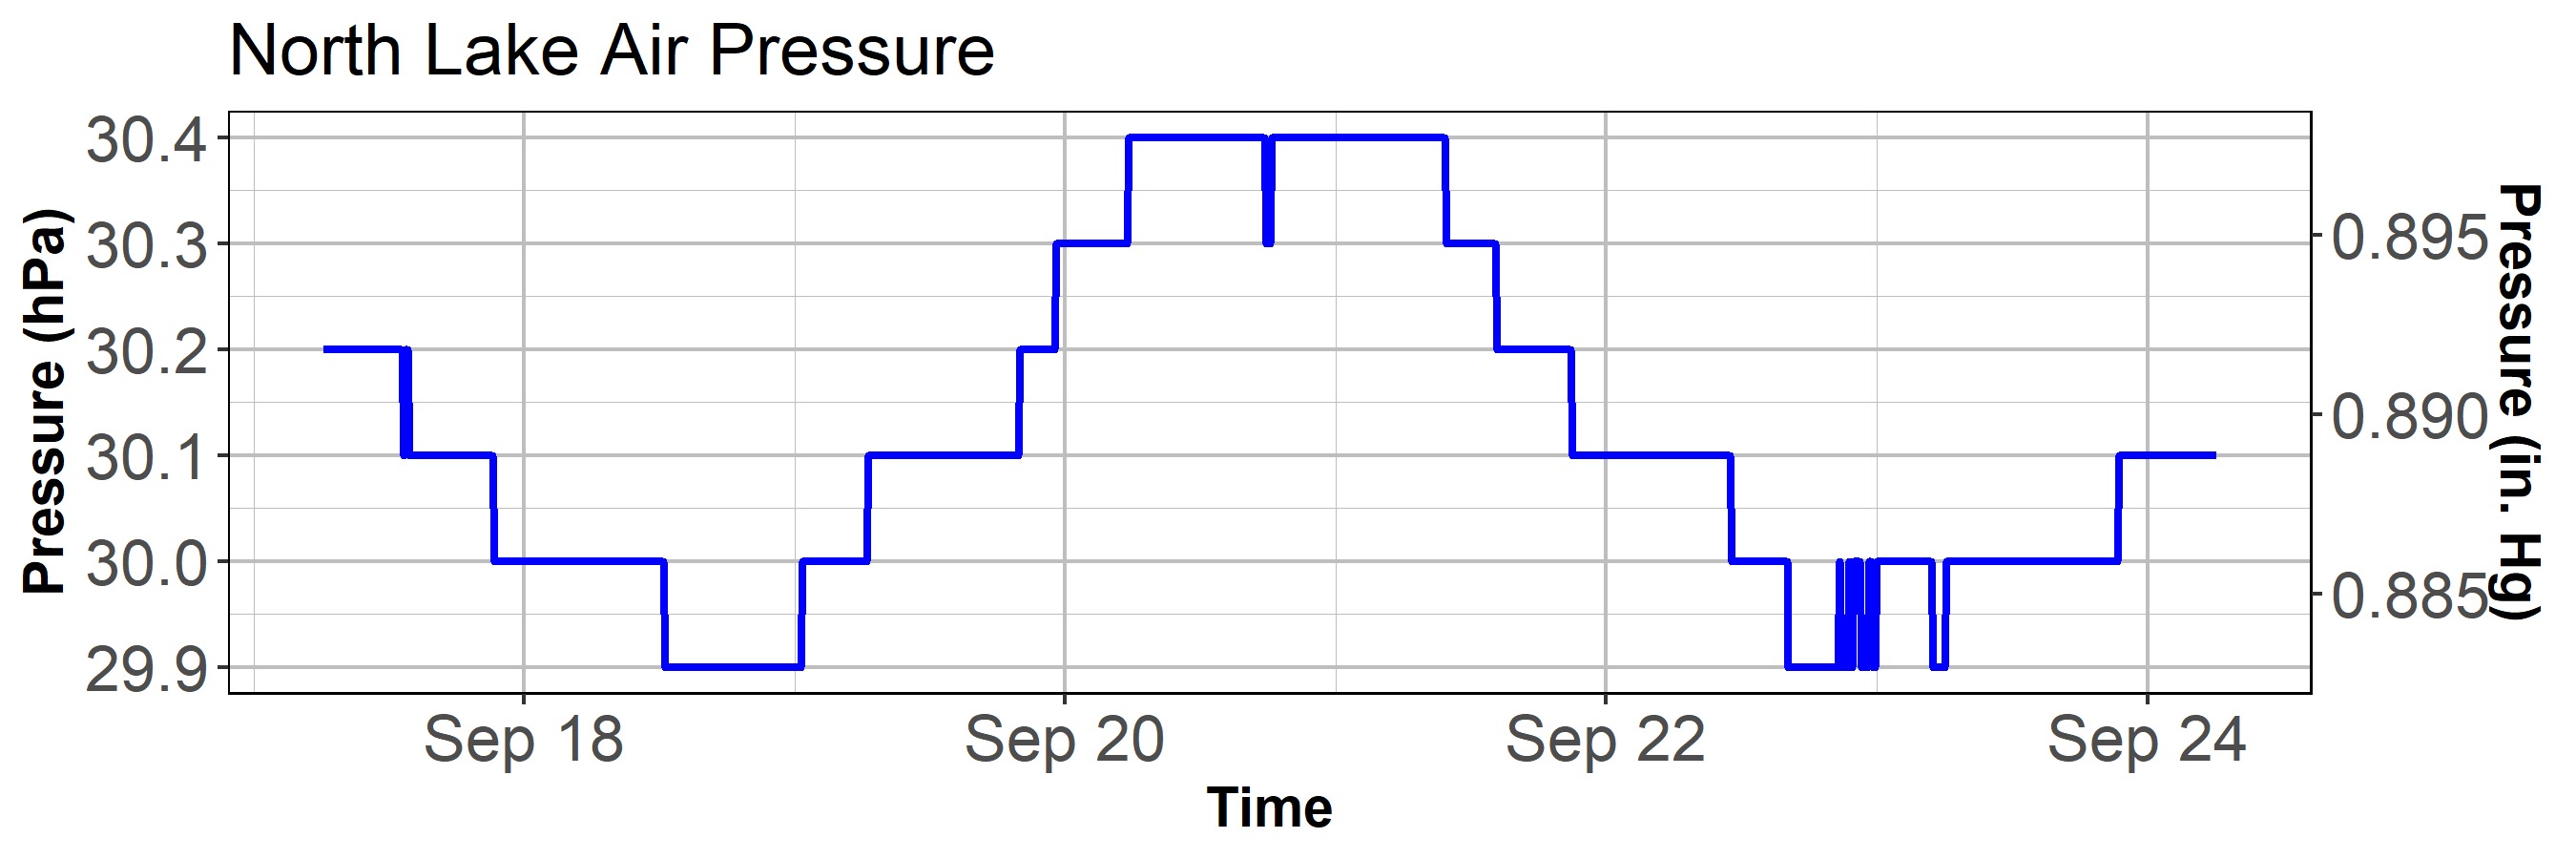 North Lake Air Pressure
Pressure (hPa)
30.4
30.3
30.2
30.1
30.0
29.9
0.895
0.890
0.885
Pressure (in. Hg)
Sep 18
Sep 20
Sep 22
Sep 24
Time